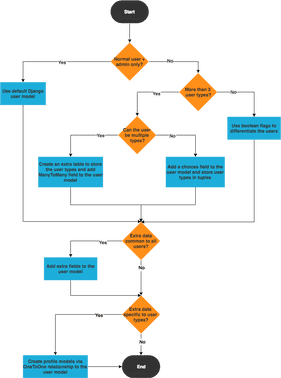 Start
Normal user +
admin only?
Yes
No
Use default Django
user model
More than 3
user types?
Yes
No
Can the user
be multiple
types?
Use boolean flags to
differentiate the users
Yes
No
Create an extra table to store
the user types and add
ManyToMany field to the user
model
Add a choices field to
the user model and store
user types in tuples
Extra data
common to all
users?
Yes
No
Add extra fields to the
user model
Extra data
specific to user
types?
Yes
No
Create profile models via
OneToOne relationship to the
user model
End